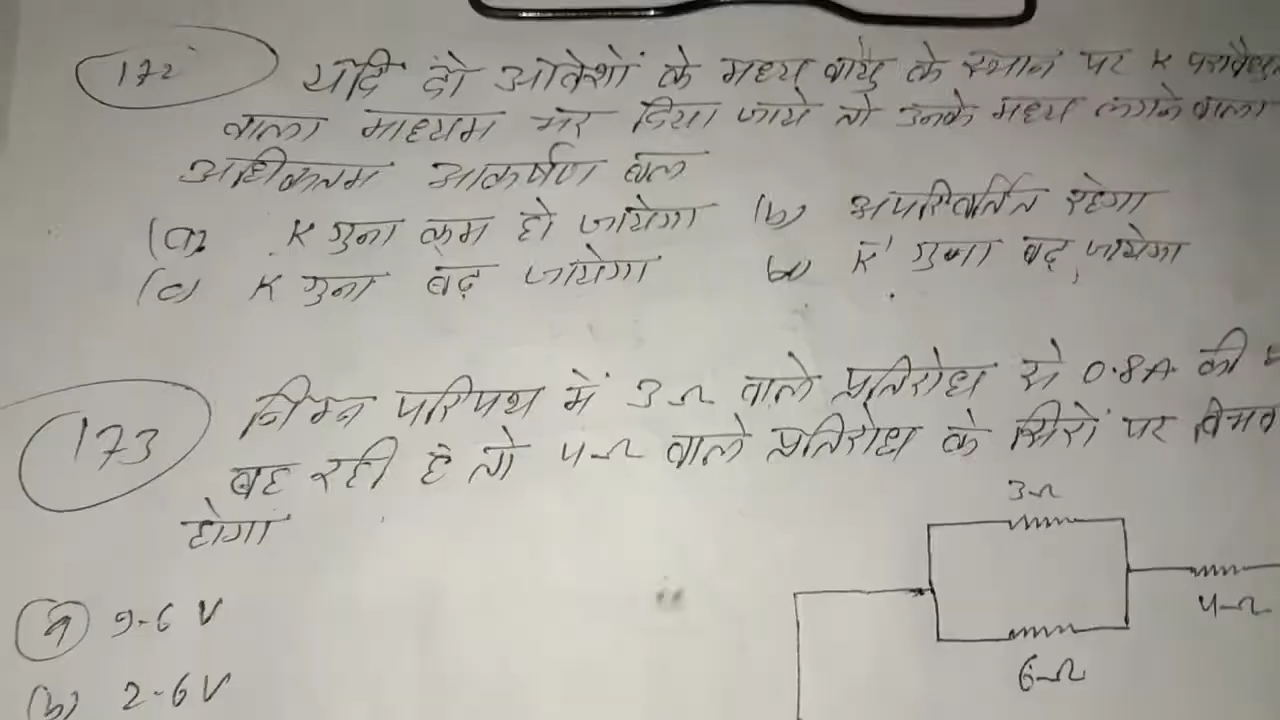 172 यदि दो आवेशों के मध्य वायु के स्थान पर K परावैद्यु
वाला माध्यम भर दिया जाये तो उनके मध्य लगने वाला
अधिकतम आकर्षण बल
(a) K गुना कम हो जायेगा (b) अपरिवर्तित रहेगा
(c) K गुना बढ़ जायेगा K' गुणा बढ़ जायेगा
173 निम्न परिपथ में 3Ω वाले प्रतिरोध से 0.8A की
बह रही है तो 4Ω वाले प्रतिरोध के सिरों पर विभव
होगा
3Ω
4Ω
6Ω
9.6 V
(b) 2.6 V